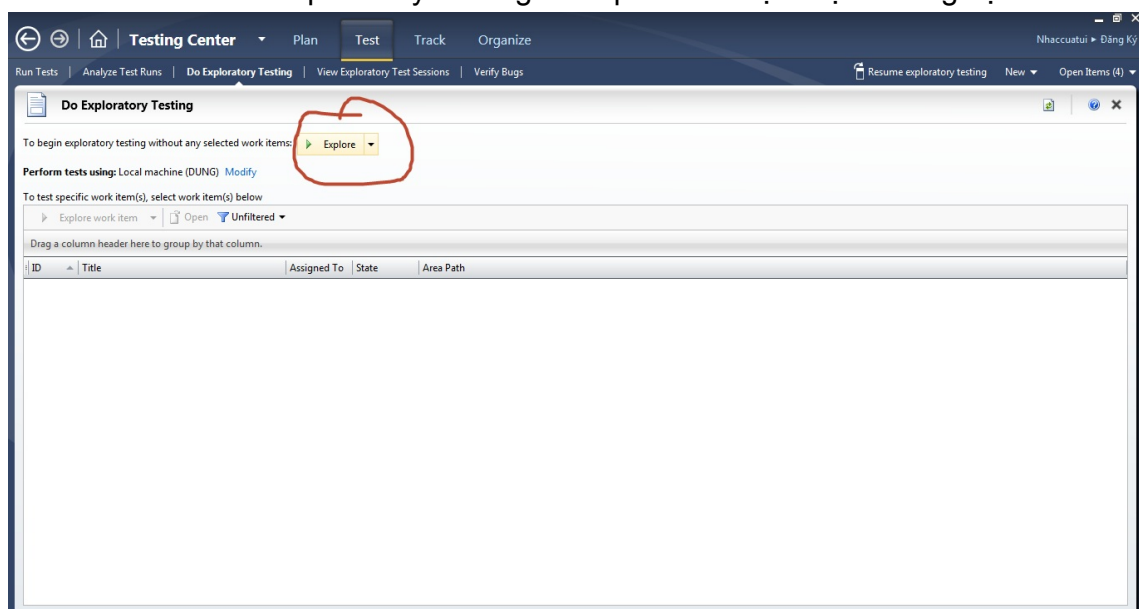 Testing Center Plan Test Track Organize
Nhaccuatui ▸ Đăng Ký
Run Tests | Analyze Test Runs | Do Exploratory Testing | View Exploratory Test Sessions | Verify Bugs
Resume exploratory testing New Open Items (4)
Do Exploratory Testing
To begin exploratory testing without any selected work items: Explore
Perform tests using: Local machine (DUNG) Modify
To test specific work item(s), select work item(s) below
Explore work item Open Unfiltered
Drag a column header here to group by that column.
ID Title Assigned To State Area Path